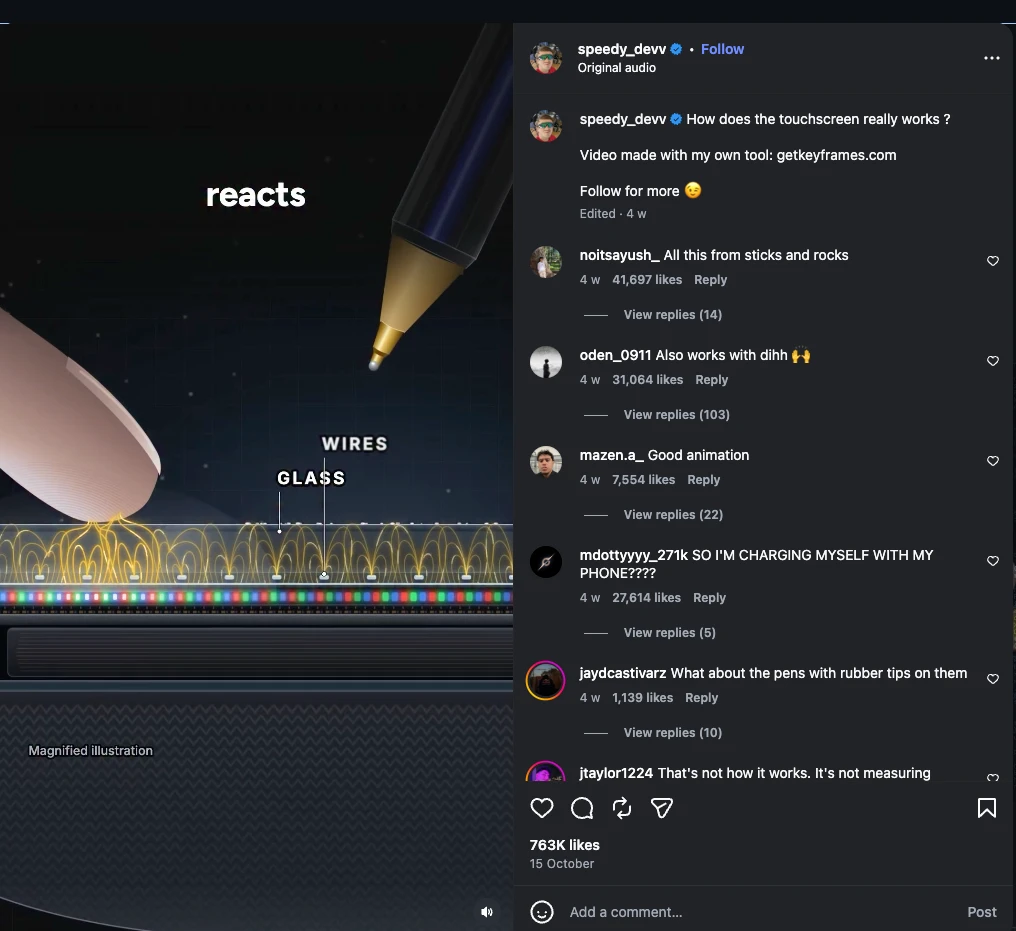 reacts
WIRES
GLASS
Magnified illustration
speedy_devv • Follow
Original audio
speedy_devv How does the touchscreen really works ?
Video made with my own tool: getkeyframes.com
Follow for more 😉
Edited · 4 w
noitsayush_ All this from sticks and rocks
4 w 41,697 likes Reply
View replies (14)
oden_0911 Also works with dihh 🙌
4 w 31,064 likes Reply
View replies (103)
mazen.a_ Good animation
4 w 7,554 likes Reply
View replies (22)
mdottyyyy_271k SO I'M CHARGING MYSELF WITH MY
PHONE????
4 w 27,614 likes Reply
View replies (5)
jaydcastivarz What about the pens with rubber tips on them
4 w 1,139 likes Reply
View replies (10)
jtaylor1224 That's not how it works. It's not measuring
763K likes
15 October
Add a comment...
Post